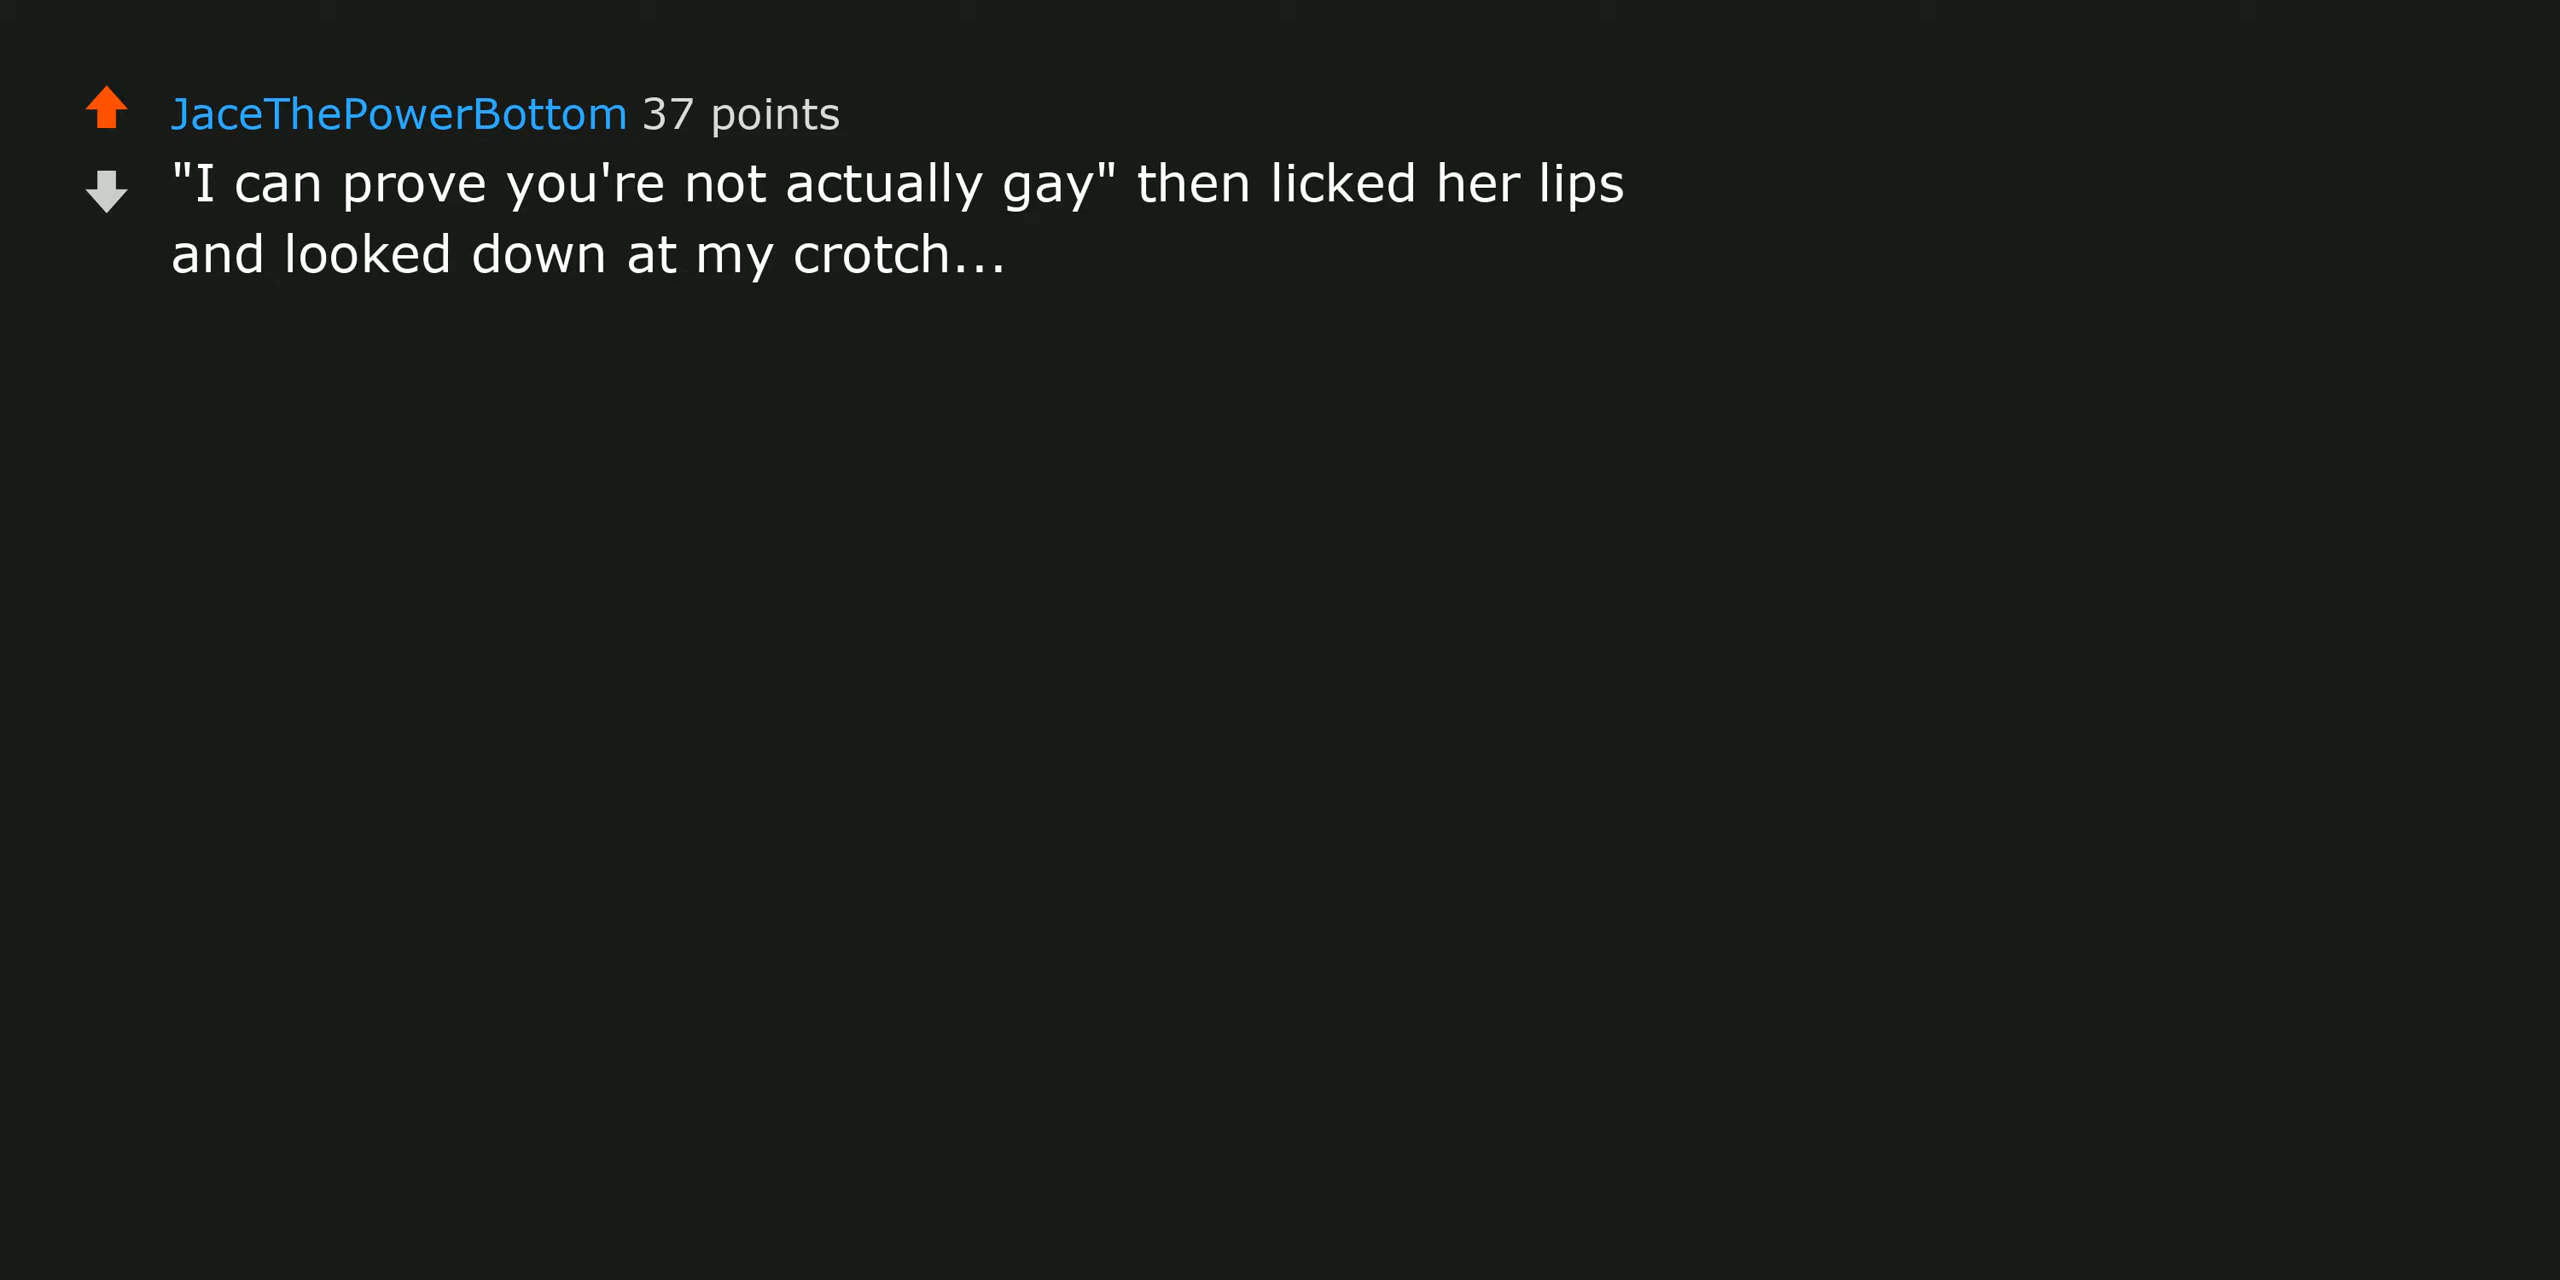 JaceThePowerBottom 37 points
"I can prove you're not actually gay" then licked her lips
and looked down at my crotch...